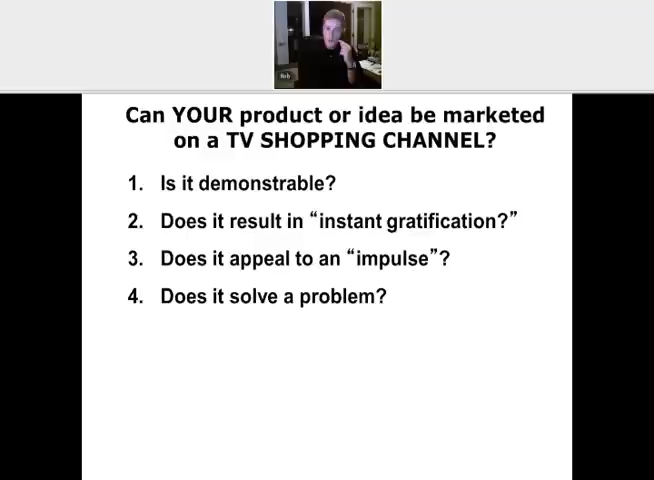 Can YOUR product or idea be marketed
on a TV SHOPPING CHANNEL?
1. Is it demonstrable?
2. Does it result in “instant gratification?”
3. Does it appeal to an “impulse”?
4. Does it solve a problem?